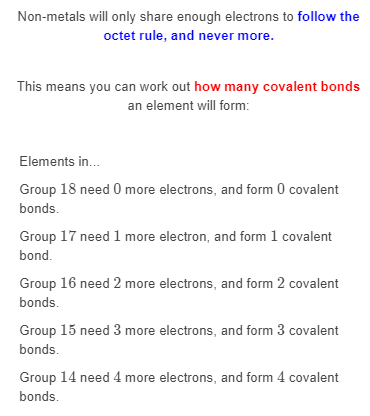 Non-metals will only share enough electrons to follow the
octet rule, and never more.
This means you can work out how many covalent bonds
an element will form:
Elements in...
Group 18 need 0 more electrons, and form 0 covalent
bonds.
Group 17 need 1 more electron, and form 1 covalent
bond.
Group 16 need 2 more electrons, and form 2 covalent
bonds.
Group 15 need 3 more electrons, and form 3 covalent
bonds.
Group 14 need 4 more electrons, and form 4 covalent
bonds.